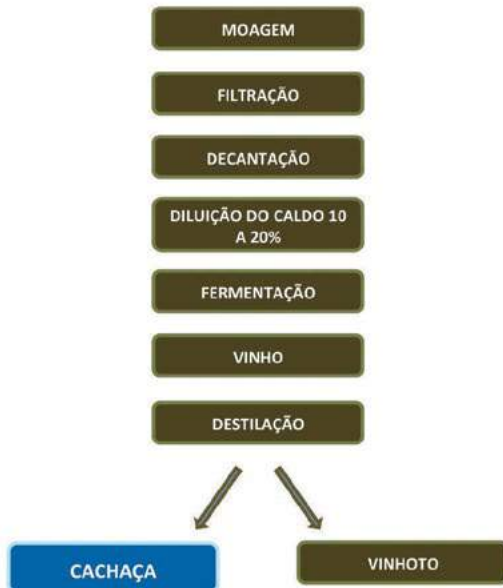 MOAGEM
FILTRAÇÃO
DECANTAÇÃO
DILUIÇÃO DO CALDO 10
A 20%
FERMENTAÇÃO
VINHO
DESTILAÇÃO
CACHAÇA
VINHOTO